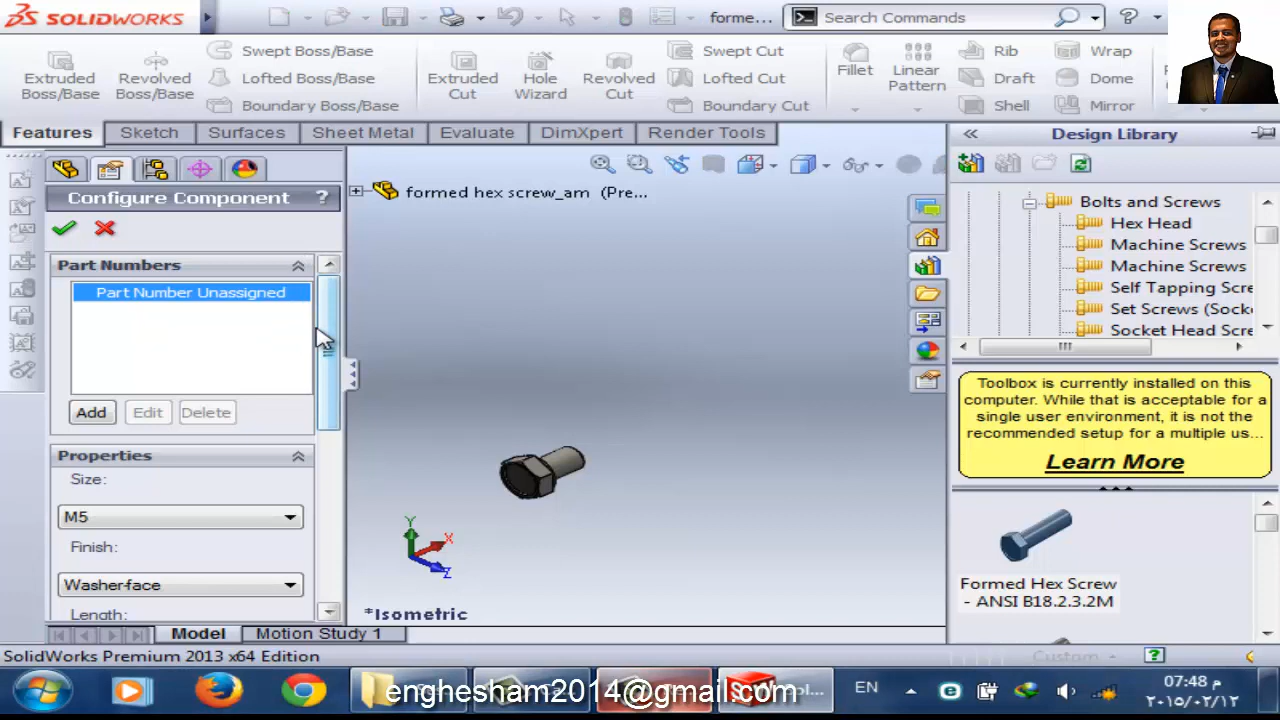 SOLIDWORKS
forme...
Search Commands
Extruded Boss/Base
Revolved Boss/Base
Swept Boss/Base
Lofted Boss/Base
Boundary Boss/Base
Extruded Cut
Hole Wizard
Revolved Cut
Swept Cut
Lofted Cut
Boundary Cut
Fillet
Linear Pattern
Rib
Draft
Shell
Wrap
Dome
Mirror
Features
Sketch
Surfaces
Sheet Metal
Evaluate
DimXpert
Render Tools
Configure Component
?
Part Numbers
Part Number Unassigned
Add
Edit
Delete
Properties
Size:
M5
Finish:
Washer-face
Length:
formed hex screw_am (Pre...
Y
X
Z
*Isometric
Design Library
Bolts and Screws
Hex Head
Machine Screws
Machine Screws
Self Tapping Scre
Set Screws (Socke
Socket Head Scre
Toolbox is currently installed on this
computer. While that is acceptable for a
single user environment, it is not the
recommended setup for a multiple us...
Learn More
Formed Hex Screw
- ANSI B18.2.3.2M
Model
Motion Study 1
SolidWorks Premium 2013 x64 Edition
Custom
enghesham2014@gmail.com
EN
07:48 م
٢٠١٥/٠٢/١٢